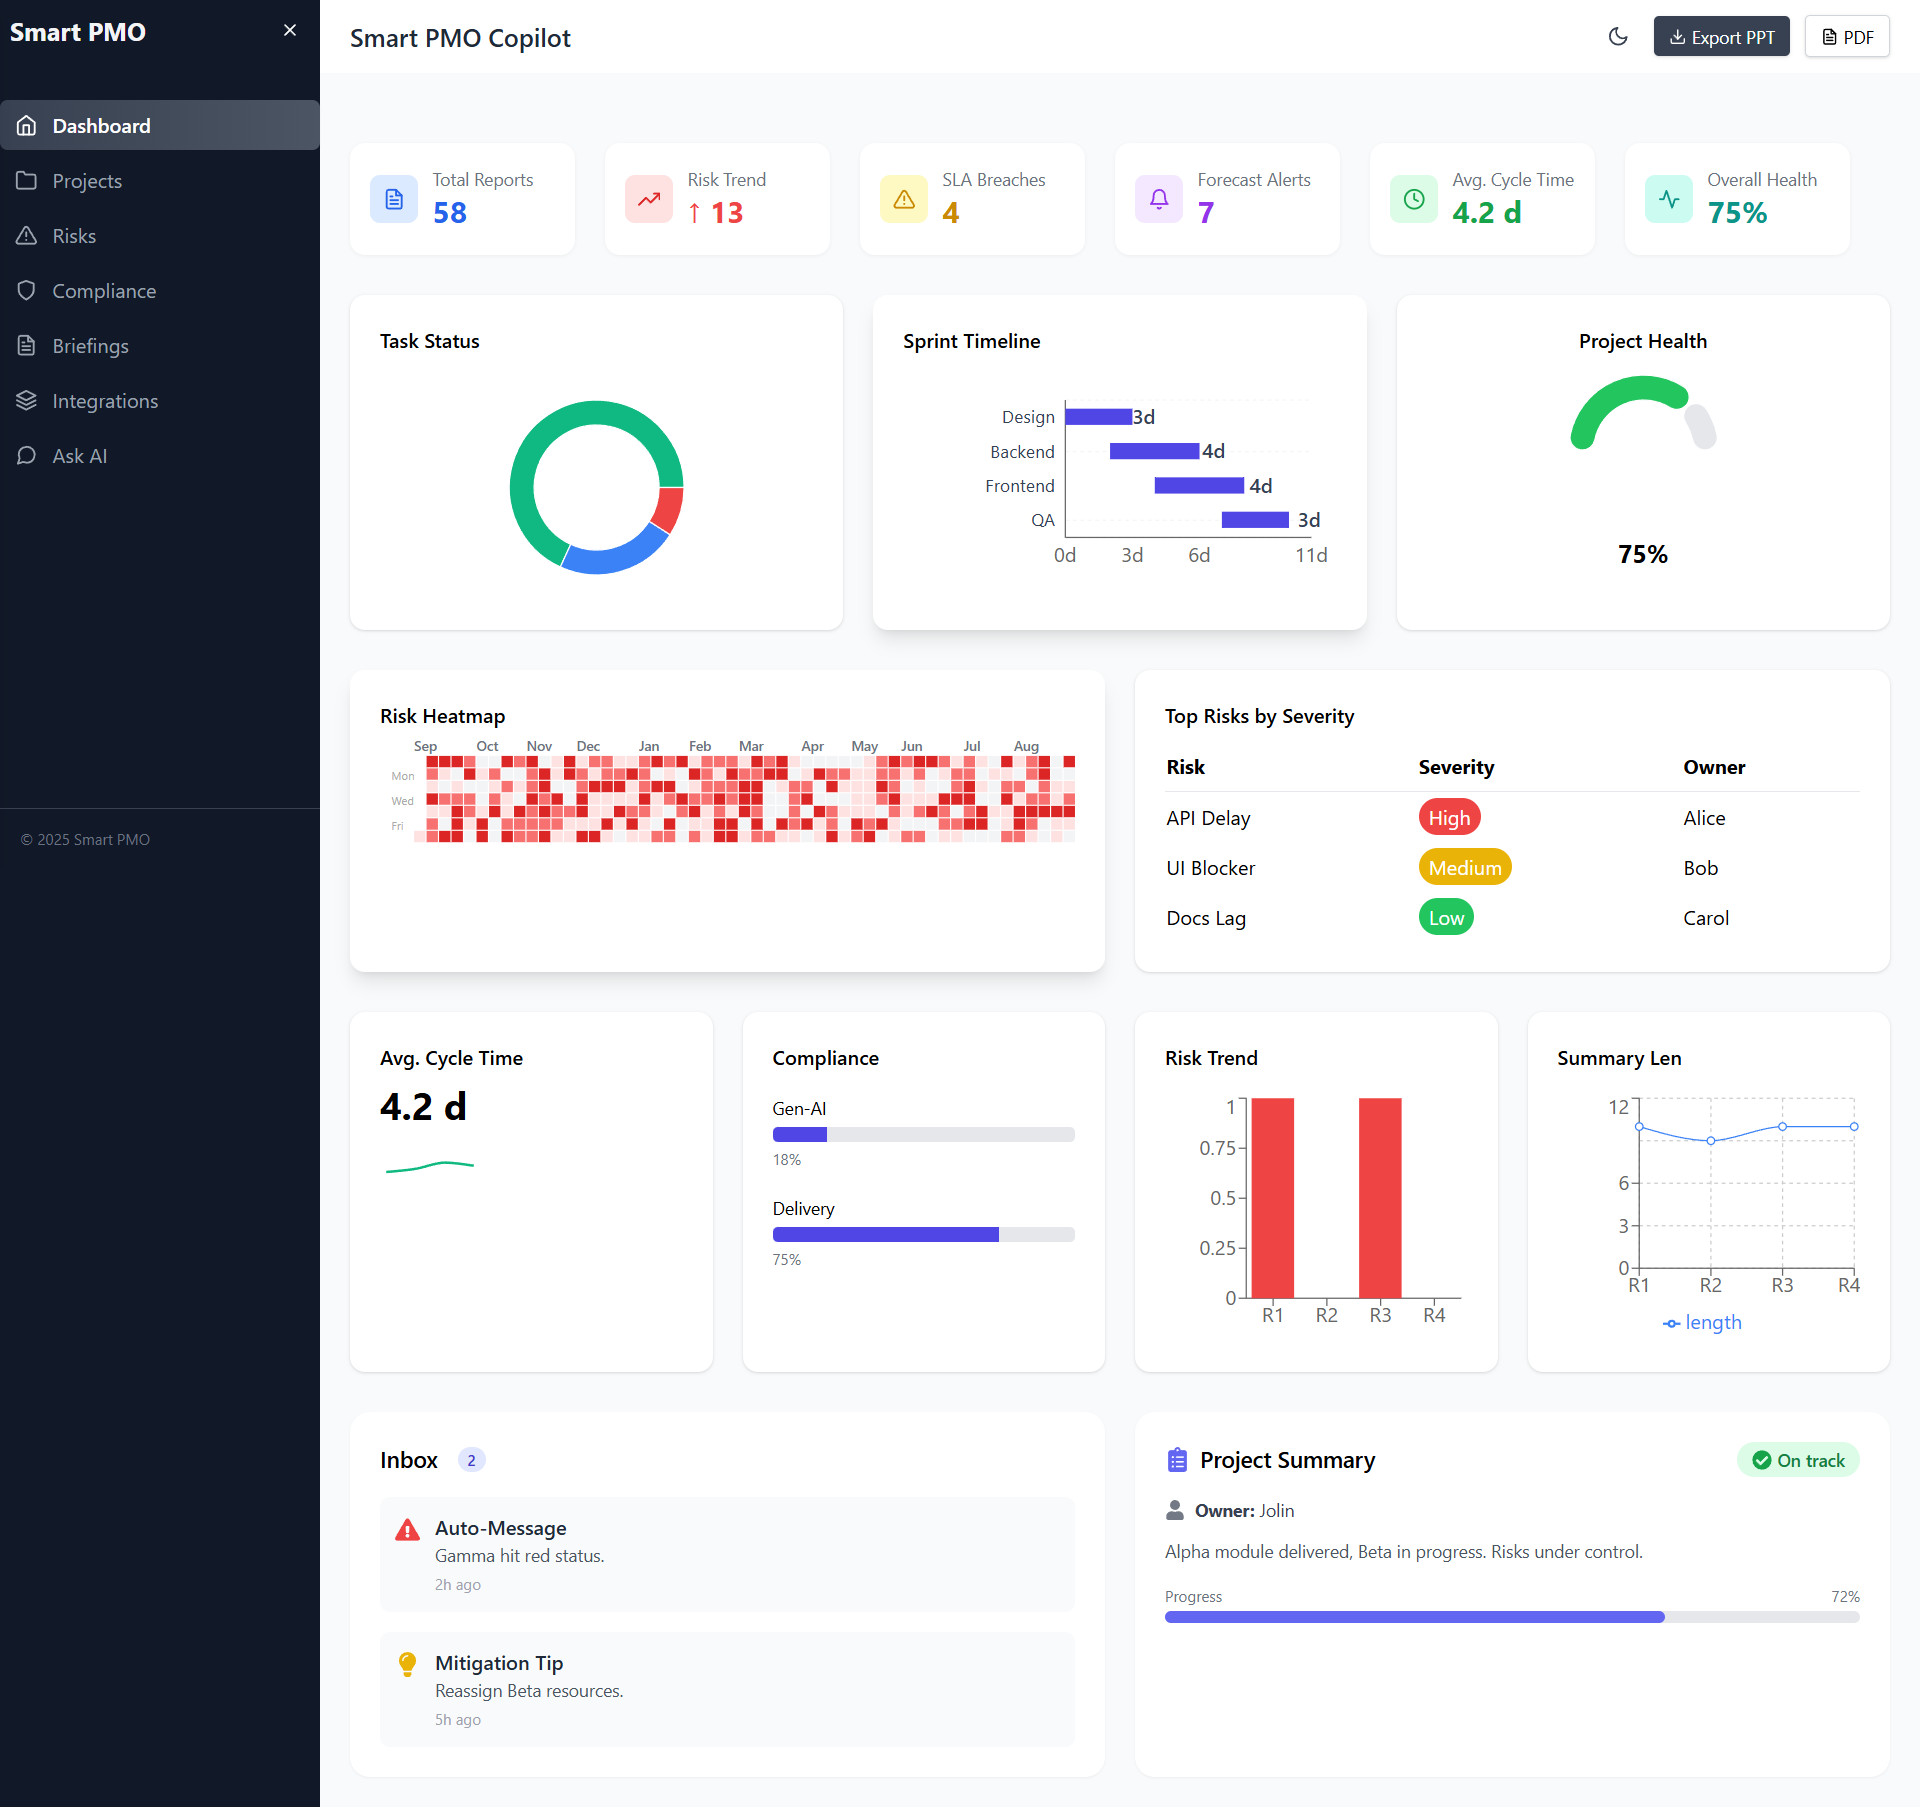 Smart PMO
Dashboard
Projects
Risks
Compliance
Briefings
Integrations
Ask AI
© 2025 Smart PMO
Smart PMO Copilot
Export PPT
PDF
Total Reports
58
Risk Trend
↑ 13
SLA Breaches
4
Forecast Alerts
7
Avg. Cycle Time
4.2 d
Overall Health
75%
Task Status
Sprint Timeline
Design 3d
Backend 4d
Frontend 4d
QA 3d
0d 3d 6d 11d
Project Health
75%
Risk Heatmap
Sep Oct Nov Dec Jan Feb Mar Apr May Jun Jul Aug
Mon
Wed
Fri
Top Risks by Severity
Risk Severity Owner
API Delay High Alice
UI Blocker Medium Bob
Docs Lag Low Carol
Avg. Cycle Time
4.2 d
Compliance
Gen-AI
18%
Delivery
75%
Risk Trend
1
0.75
0.5
0.25
0
R1 R2 R3 R4
Summary Len
12
6
3
0
R1 R2 R3 R4
length
Inbox 2
Auto-Message
Gamma hit red status.
2h ago
Mitigation Tip
Reassign Beta resources.
5h ago
Project Summary
On track
Owner: Jolin
Alpha module delivered, Beta in progress. Risks under control.
Progress 72%